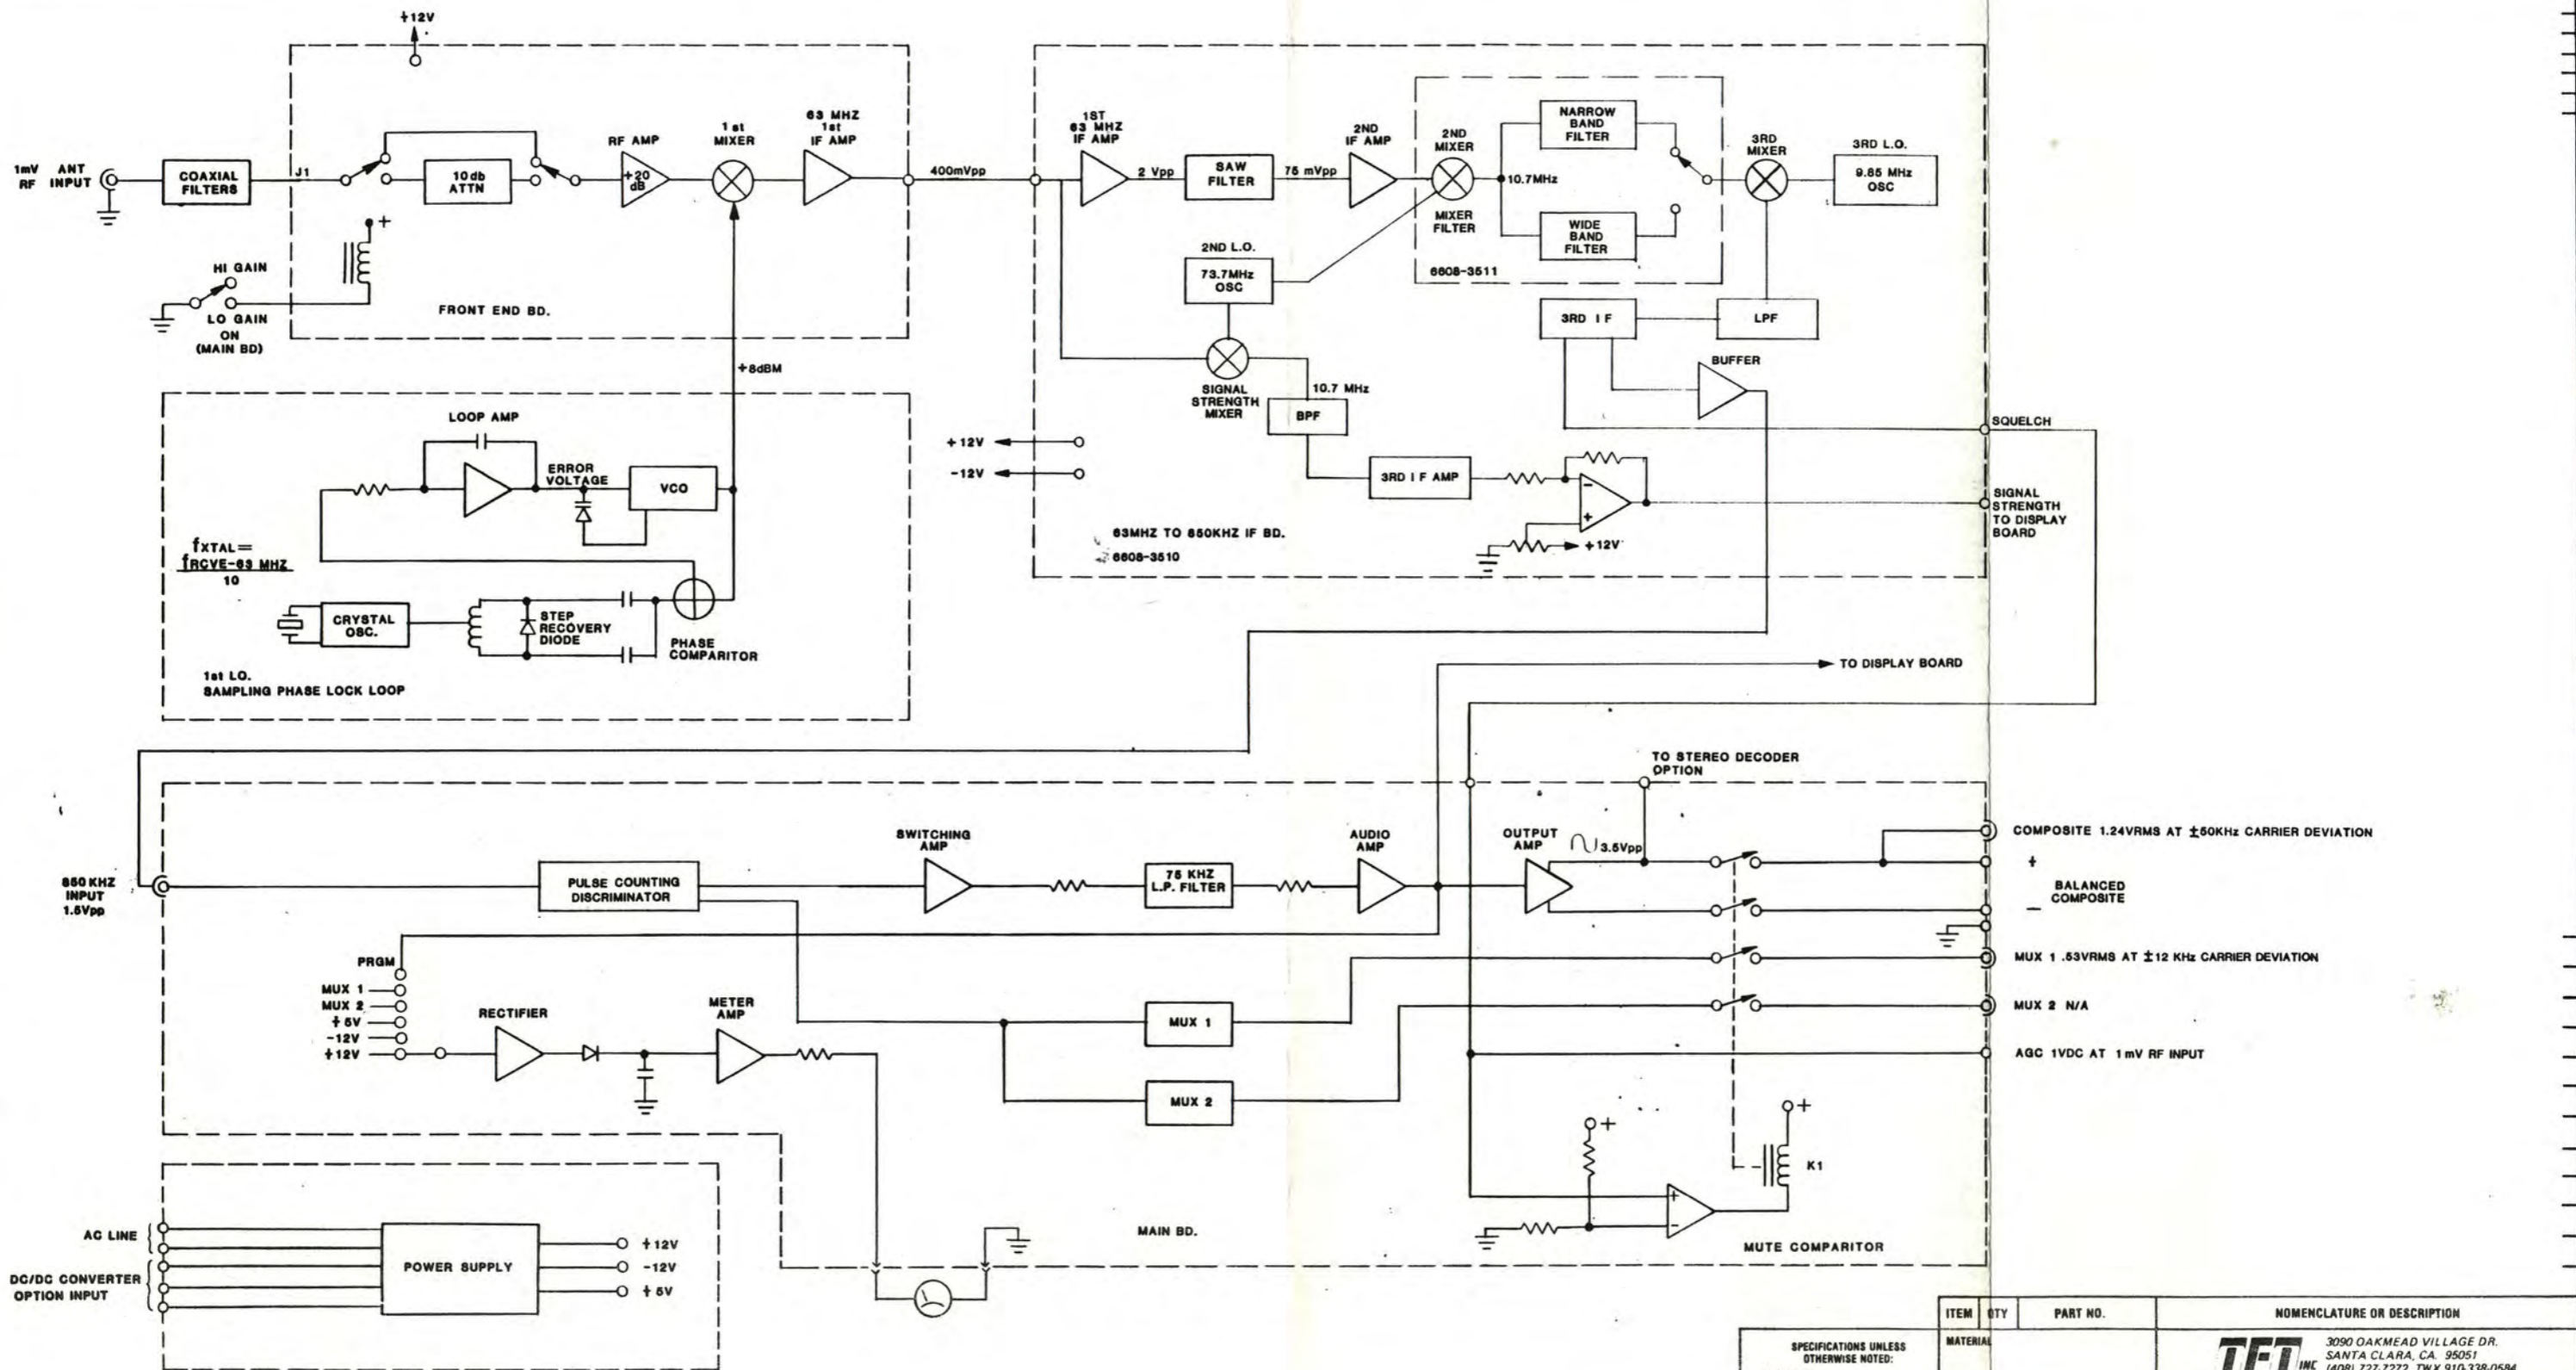 +12V
1mV ANT
RF INPUT
COAXIAL
FILTERS
J1
10db
ATTN
RF AMP
+20
dB
1st
MIXER
63 MHZ
1st
IF AMP
400mVpp
+
HI GAIN
LO GAIN
ON
(MAIN BD)
FRONT END BD.
+8dBM
1ST
63 MHZ
IF AMP
2 Vpp
SAW
FILTER
75 mVpp
2ND
IF AMP
2ND
MIXER
MIXER
FILTER
10.7MHz
NARROW
BAND
FILTER
WIDE
BAND
FILTER
6608-3511
3RD
MIXER
3RD L.O.
9.85 MHz
OSC
2ND L.O.
73.7MHz
OSC
3RD I F
LPF
BUFFER
SIGNAL
STRENGTH
MIXER
10.7 MHz
BPF
+12V
-12V
3RD I F AMP
-
+
+12V
63MHZ TO 850KHZ IF BD.
6608-3510
SQUELCH
SIGNAL
STRENGTH
TO DISPLAY
BOARD
LOOP AMP
ERROR
VOLTAGE
VCO
fXTAL=
fRCVE-63 MHZ
10
CRYSTAL
OSC.
STEP
RECOVERY
DIODE
PHASE
COMPARITOR
1st LO.
SAMPLING PHASE LOCK LOOP
TO DISPLAY BOARD
TO STEREO DECODER
OPTION
850 KHZ
INPUT
1.5Vpp
PULSE COUNTING
DISCRIMINATOR
SWITCHING
AMP
75 KHZ
L.P. FILTER
AUDIO
AMP
OUTPUT
AMP
3.5Vpp
COMPOSITE 1.24VRMS AT ±50KHz CARRIER DEVIATION
+
BALANCED
COMPOSITE
—
MUX 1 .53VRMS AT ±12 KHz CARRIER DEVIATION
MUX 2 N/A
AGC 1VDC AT 1mV RF INPUT
PRGM
MUX 1
MUX 2
+5V
-12V
+12V
RECTIFIER
METER
AMP
MUX 1
MUX 2
+
+
K1
+
-
MUTE COMPARITOR
MAIN BD.
AC LINE
DC/DC CONVERTER
OPTION INPUT
POWER SUPPLY
+12V
-12V
+5V
ITEM QTY PART NO. NOMENCLATURE OR DESCRIPTION
SPECIFICATIONS UNLESS
OTHERWISE NOTED:
MATERIAL
TFT INC
3090 OAKMEAD VILLAGE DR.
SANTA CLARA, CA. 95051
(408) 727-7272 TWX 910-338-0584